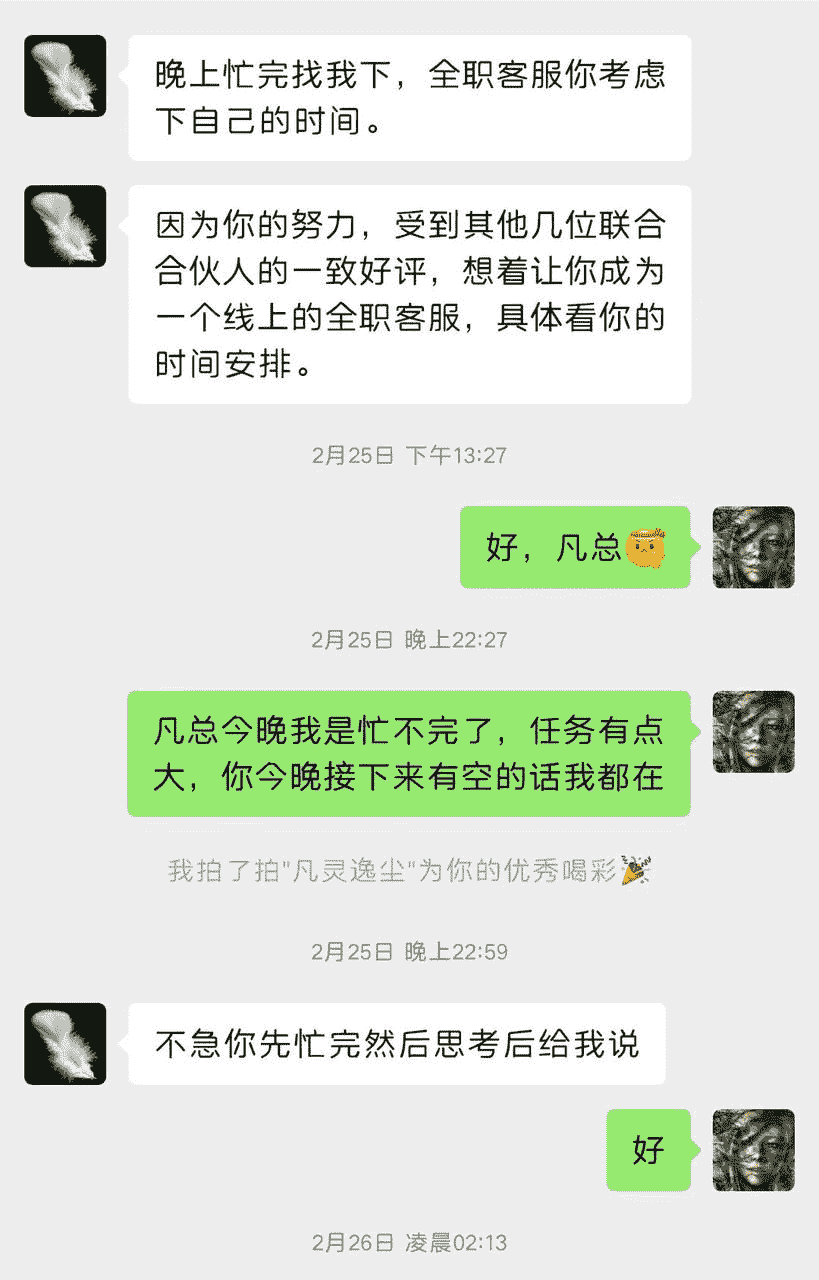 晚上忙完找我下，全职客服你考虑
下自己的时间。
因为你的努力，受到其他几位联合
合伙人的一致好评，想着让你成为
一个线上的全职客服，具体看你的
时间安排。
2月25日 下午13:27
好，凡总
2月25日 晚上22:27
凡总今晚我是忙不完了，任务有点
大，你今晚接下来有空的话我都在
我拍了拍"凡灵逸尘"为你的优秀喝彩🎉
2月25日 晚上22:59
不急你先忙完然后思考后给我说
好
2月26日 凌晨02:13